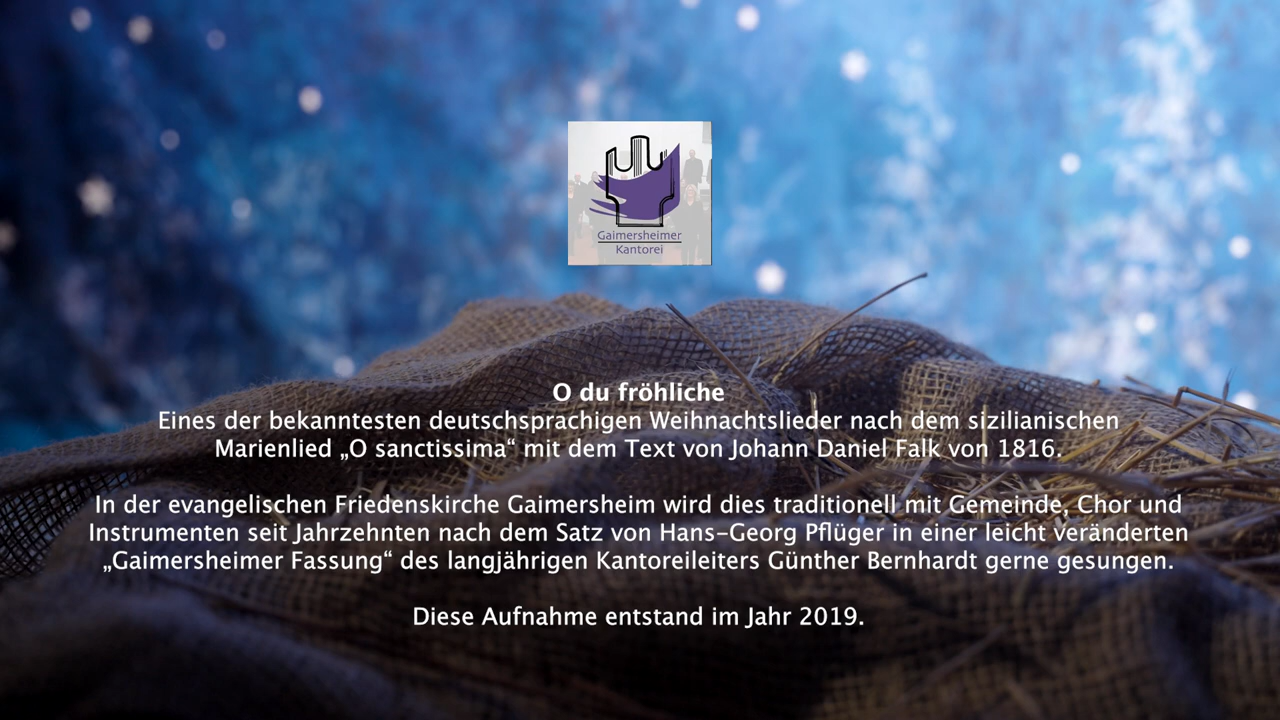 Gaimersheimer
Kantorei
O du fröhliche
Eines der bekanntesten deutschsprachigen Weihnachtslieder nach dem sizilianischen
Marienlied „O sanctissima“ mit dem Text von Johann Daniel Falk von 1816.
In der evangelischen Friedenskirche Gaimersheim wird dies traditionell mit Gemeinde, Chor und
Instrumenten seit Jahrzehnten nach dem Satz von Hans-Georg Pflüger in einer leicht veränderten
„Gaimersheimer Fassung“ des langjährigen Kantoreileiters Günther Bernhardt gerne gesungen.
Diese Aufnahme entstand im Jahr 2019.